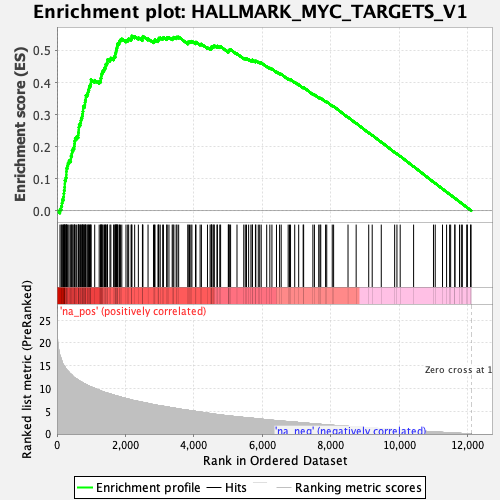 Enrichment plot: HALLMARK_MYC_TARGETS_V1
Enrichment score (ES)
0.5
0.4
0.3
0.2
0.1
0.0
'na_pos' (positively correlated)
Ranked list metric (PreRanked)
25
20
15
10
5
0
Zero cross at 1
'na_neg' (negatively correlated)
0
2,000
4,000
6,000
8,000
10,000
12,000
Rank in Ordered Dataset
Enrichment profile
Hits
Ranking metric scores